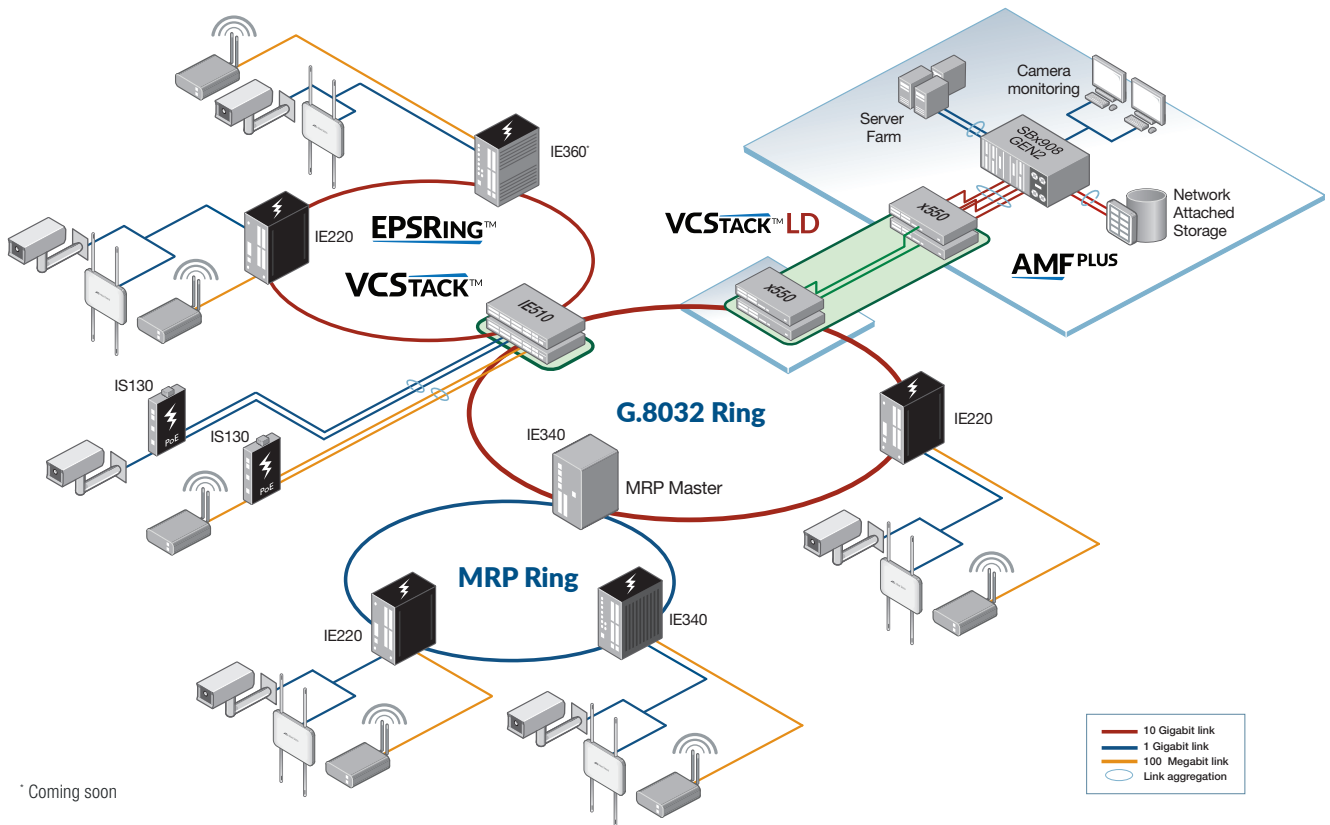 IE360*
IE220
EPSRING™
VCSTACK™
IE510
IS130
PoE
IS130
PoE
Server
Farm
Camera
monitoring
SBx908
GEN2
x550
Network
Attached
Storage
VCSTACK™ LD
AMF PLUS
x550
G.8032 Ring
IE220
IE340
MRP Master
MRP Ring
IE220
IE340
10 Gigabit link
1 Gigabit link
100 Megabit link
Link aggregation
* Coming soon